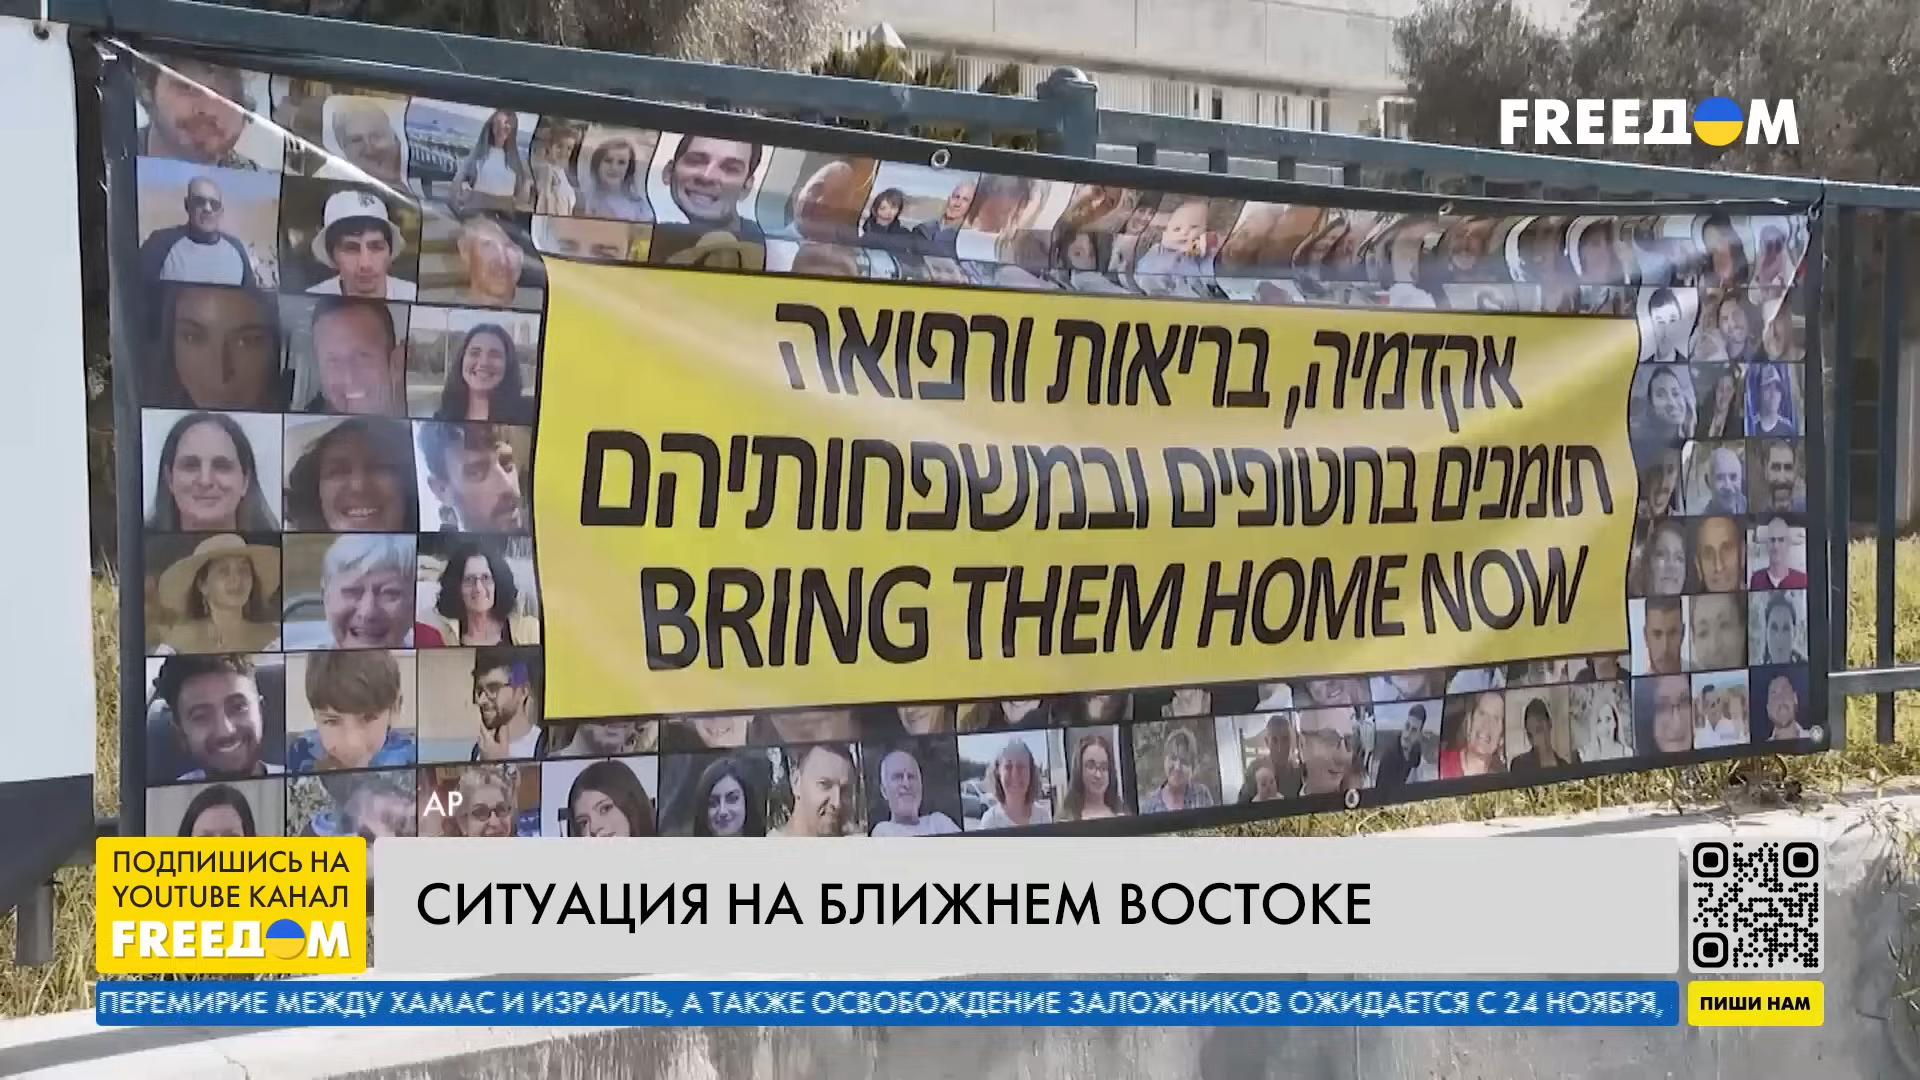 FREEДOM
אקדמיה, בריאות ורפואה
תומכים בחטופים ובמשפחותיהם
BRING THEM HOME NOW
AP
ПОДПИШИСЬ НА
YOUTUBE КАНАЛ
FREEДOM
СИТУАЦИЯ НА БЛИЖНЕМ ВОСТОКЕ
ПЕРЕМИРИЕ МЕЖДУ ХАМАС И ИЗРАИЛЬ, А ТАКЖЕ ОСВОБОЖДЕНИЕ ЗАЛОЖНИКОВ ОЖИДАЕТСЯ С 24 НОЯБРЯ,
ПИШИ НАМ